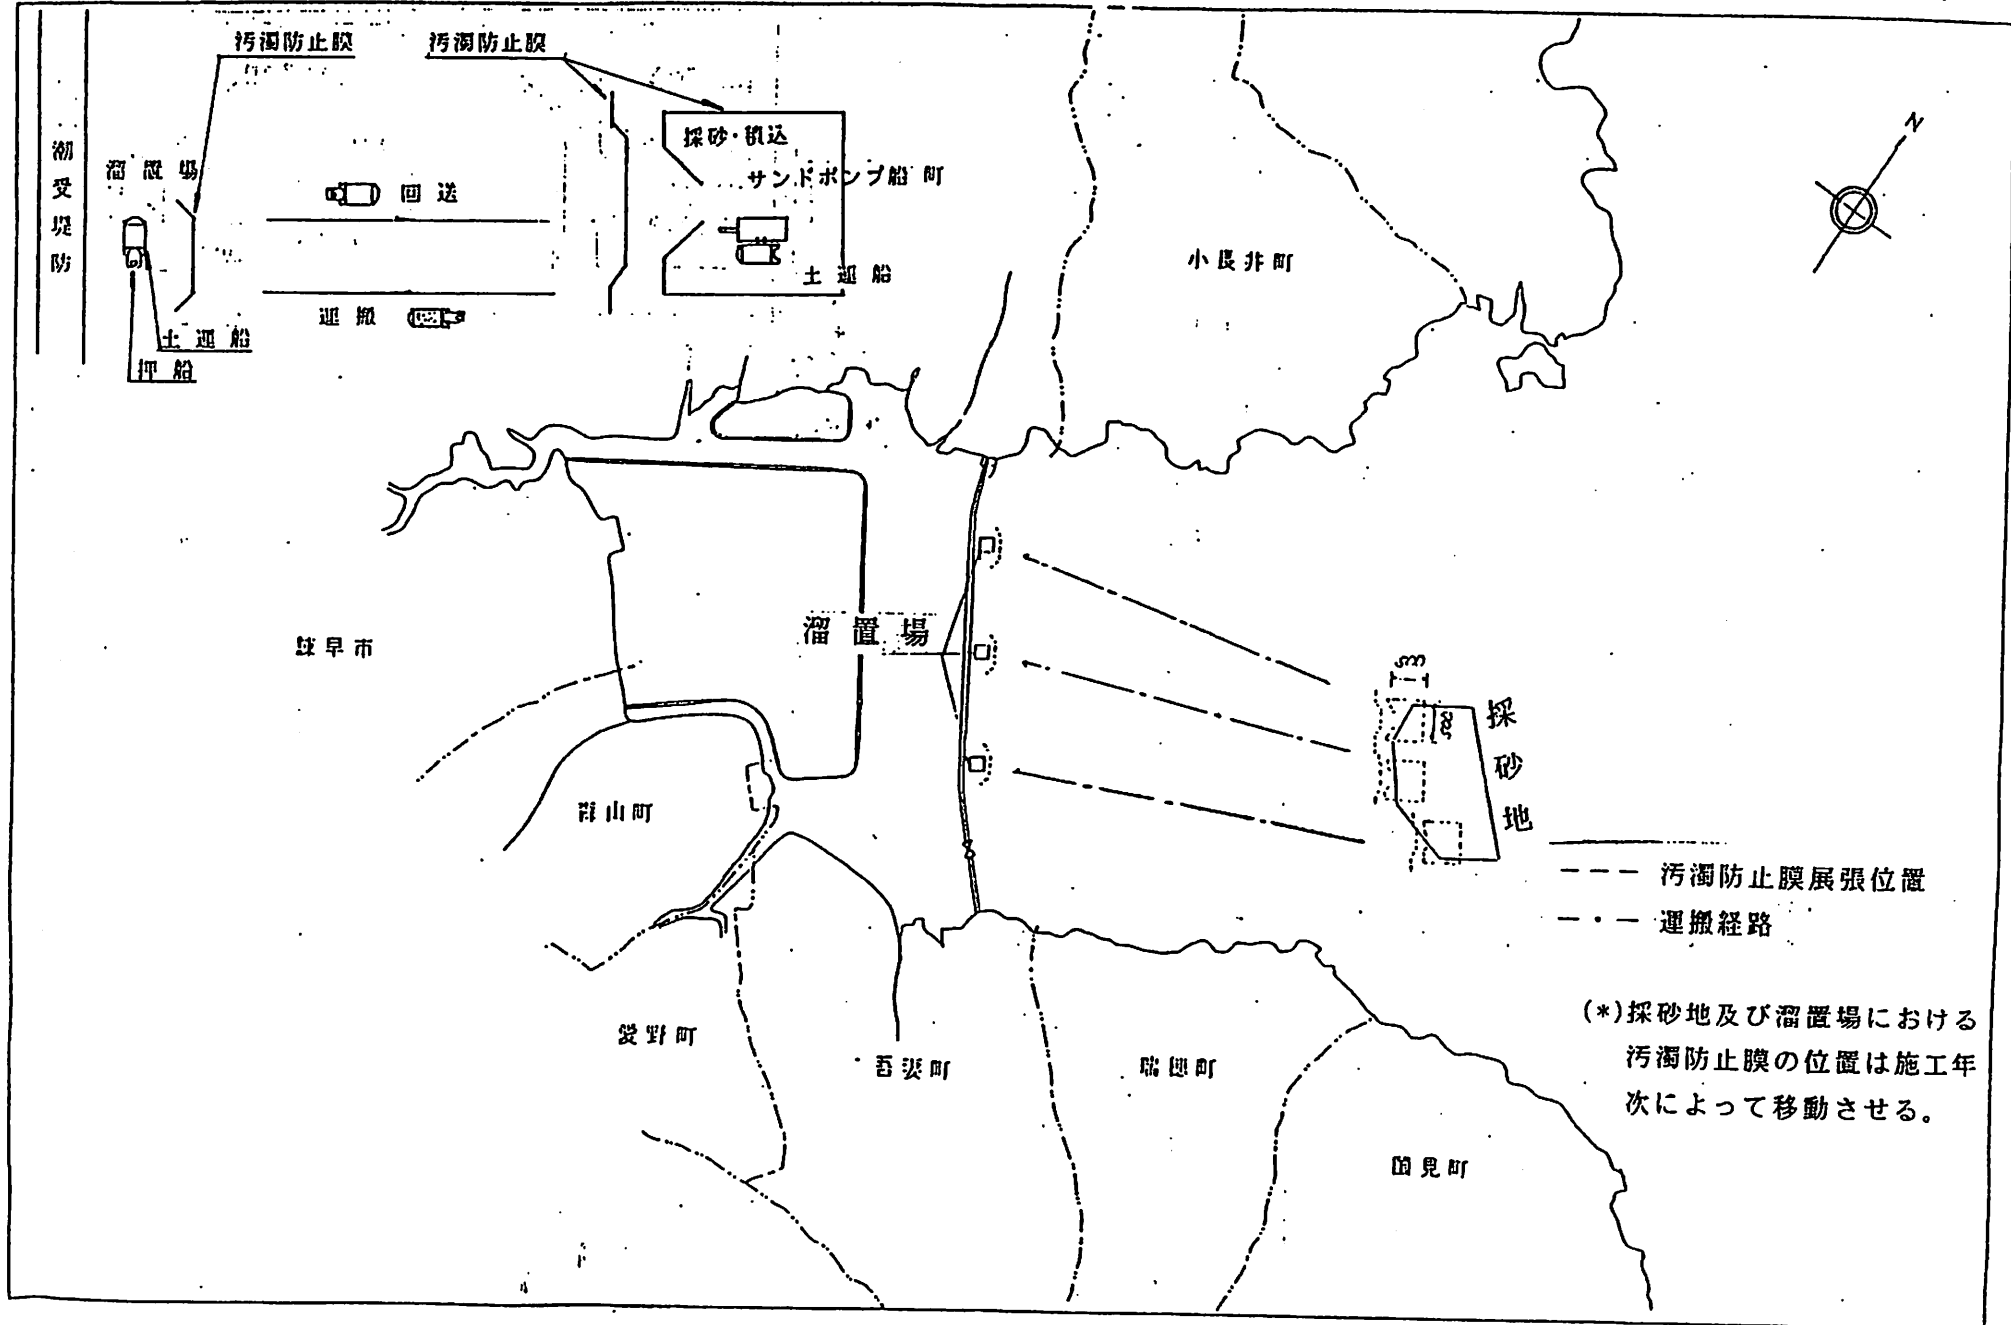 汚濁防止膜
汚濁防止膜
潮受堤防
溜置場
採砂・積込
サンドポンプ船 町
回送
土運船
運搬
土運船
押船
N
小長井町
溜置場
諫早市
採砂地
森山町
愛野町
吾妻町
瑞穂町
国見町
--- 汚濁防止膜展張位置
—・— 運搬経路
(*)採砂地及び溜置場における
汚濁防止膜の位置は施工年
次によって移動させる。